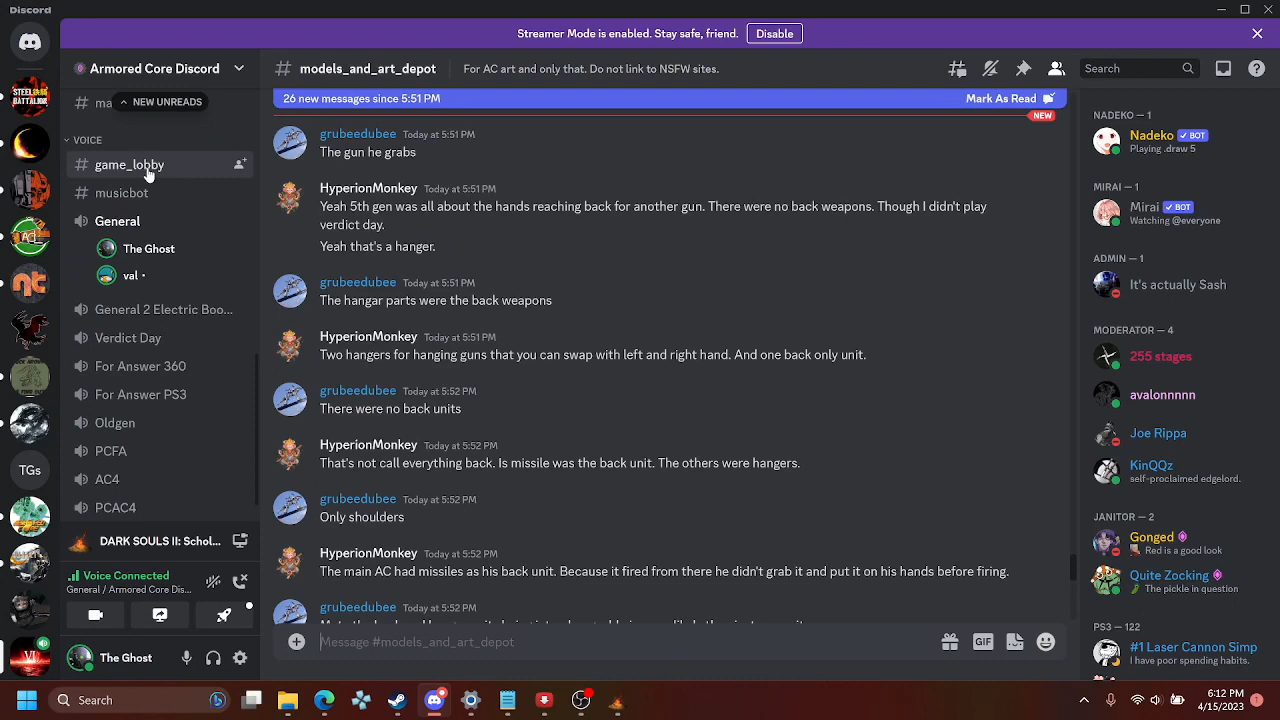 Discord
Streamer Mode is enabled. Stay safe, friend.
Disable
Armored Core Discord
# models_and_art_depot
For AC art and only that. Do not link to NSFW sites.
Search
STEEL
BATTALION
AC
nt
TGs
VI
# ma
NEW UNREADS
VOICE
# game_lobby
# musicbot
General
The Ghost
val •
General 2 Electric Boo...
Verdict Day
For Answer 360
For Answer PS3
Oldgen
PCFA
AC4
PCAC4
DARK SOULS II: Schol...
Voice Connected
General / Armored Core Dis...
The Ghost
26 new messages since 5:51 PM
Mark As Read
NEW
grubeedubee Today at 5:51 PM
The gun he grabs
HyperionMonkey Today at 5:51 PM
Yeah 5th gen was all about the hands reaching back for another gun. There were no back weapons. Though I didn't play
verdict day.
Yeah that's a hanger.
grubeedubee Today at 5:51 PM
The hangar parts were the back weapons
HyperionMonkey Today at 5:51 PM
Two hangers for hanging guns that you can swap with left and right hand. And one back only unit.
grubeedubee Today at 5:52 PM
There were no back units
HyperionMonkey Today at 5:52 PM
That's not call everything back. Is missile was the back unit. The others were hangers.
grubeedubee Today at 5:52 PM
Only shoulders
HyperionMonkey Today at 5:52 PM
The main AC had missiles as his back unit. Because it fired from there he didn't grab it and put it on his hands before firing.
grubeedubee Today at 5:52 PM
Message #models_and_art_depot
GIF
NADEKO — 1
Nadeko ✓ BOT
Playing .draw 5
MIRAI — 1
Mirai ✓ BOT
Watching @everyone
ADMIN — 1
It's actually Sash
MODERATOR — 4
255 stages
avalonnnnn
Joe Rippa
KinQQz
self-proclaimed edgelord.
JANITOR — 2
Gonged
Red is a good look
Quite Zocking
The pickle in question
PS3 — 122
#1 Laser Cannon Simp
I have poor spending habits.
Search
6:12 PM
4/15/2023
1